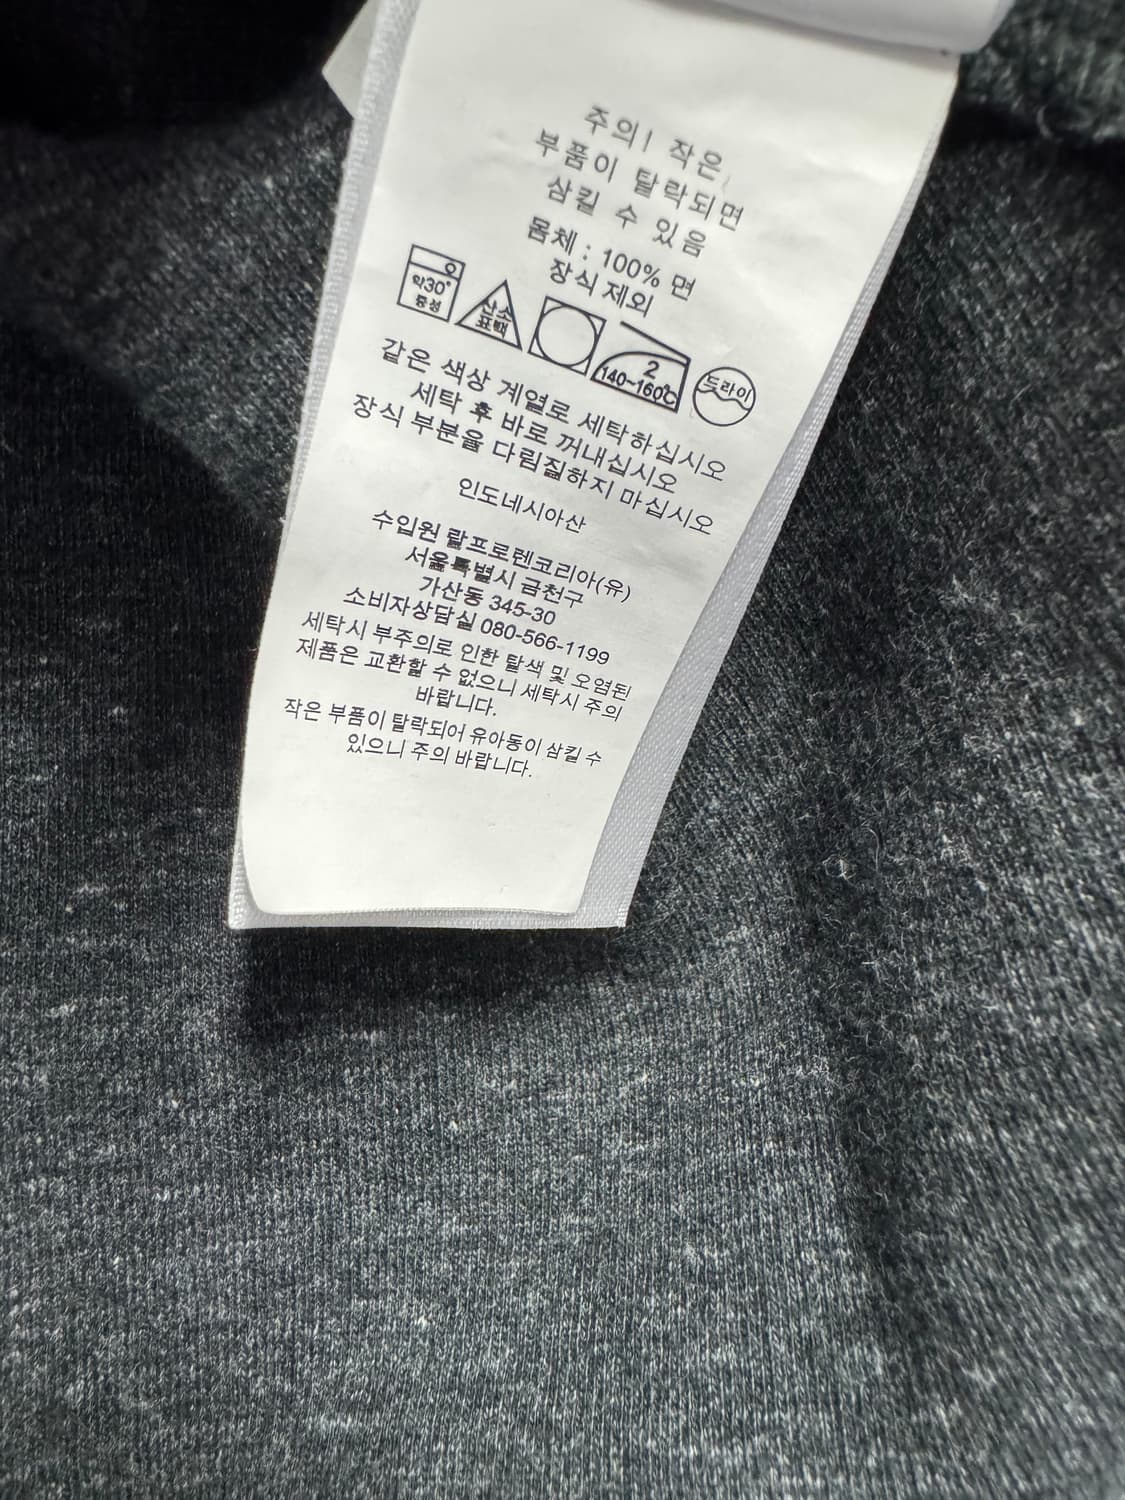 주의! 작은
부품이 탈락되면
삼킬 수 있음
몸체 : 100% 면
장식 제외
약30°
중성
산소
표백
2
140~160℃
드라이
같은 색상 계열로 세탁하십시오
세탁 후 바로 꺼내십시오
장식 부분을 다림질하지 마십시오
인도네시아산
수입원 랄프로렌코리아(유)
서울특별시 금천구
가산동 345-30
소비자상담실 080-566-1199
세탁시 부주의로 인한 탈색 및 오염된
제품은 교환할 수 없으니 세탁시 주의
바랍니다.
작은 부품이 탈락되어 유아동이 삼킬 수
있으니 주의 바랍니다.